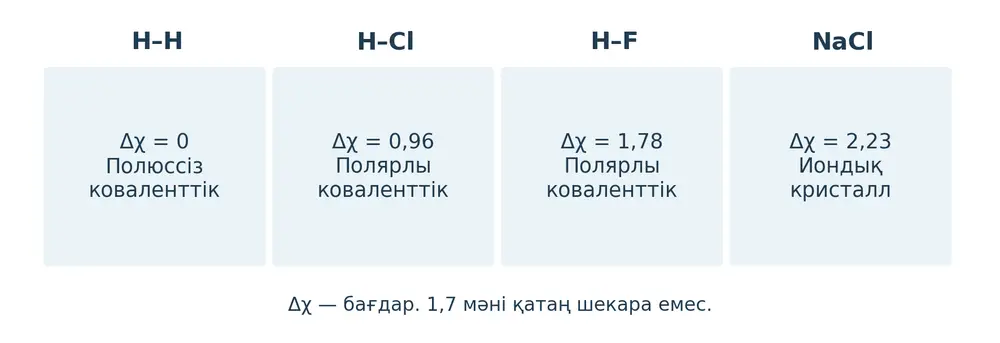 H–H
Δχ = 0
Полюссіз
коваленттік
H–Cl
Δχ = 0,96
Полярлы
коваленттік
H–F
Δχ = 1,78
Полярлы
коваленттік
NaCl
Δχ = 2,23
Иондық
кристалл
Δχ — бағдар. 1,7 мәні қатаң шекара емес.